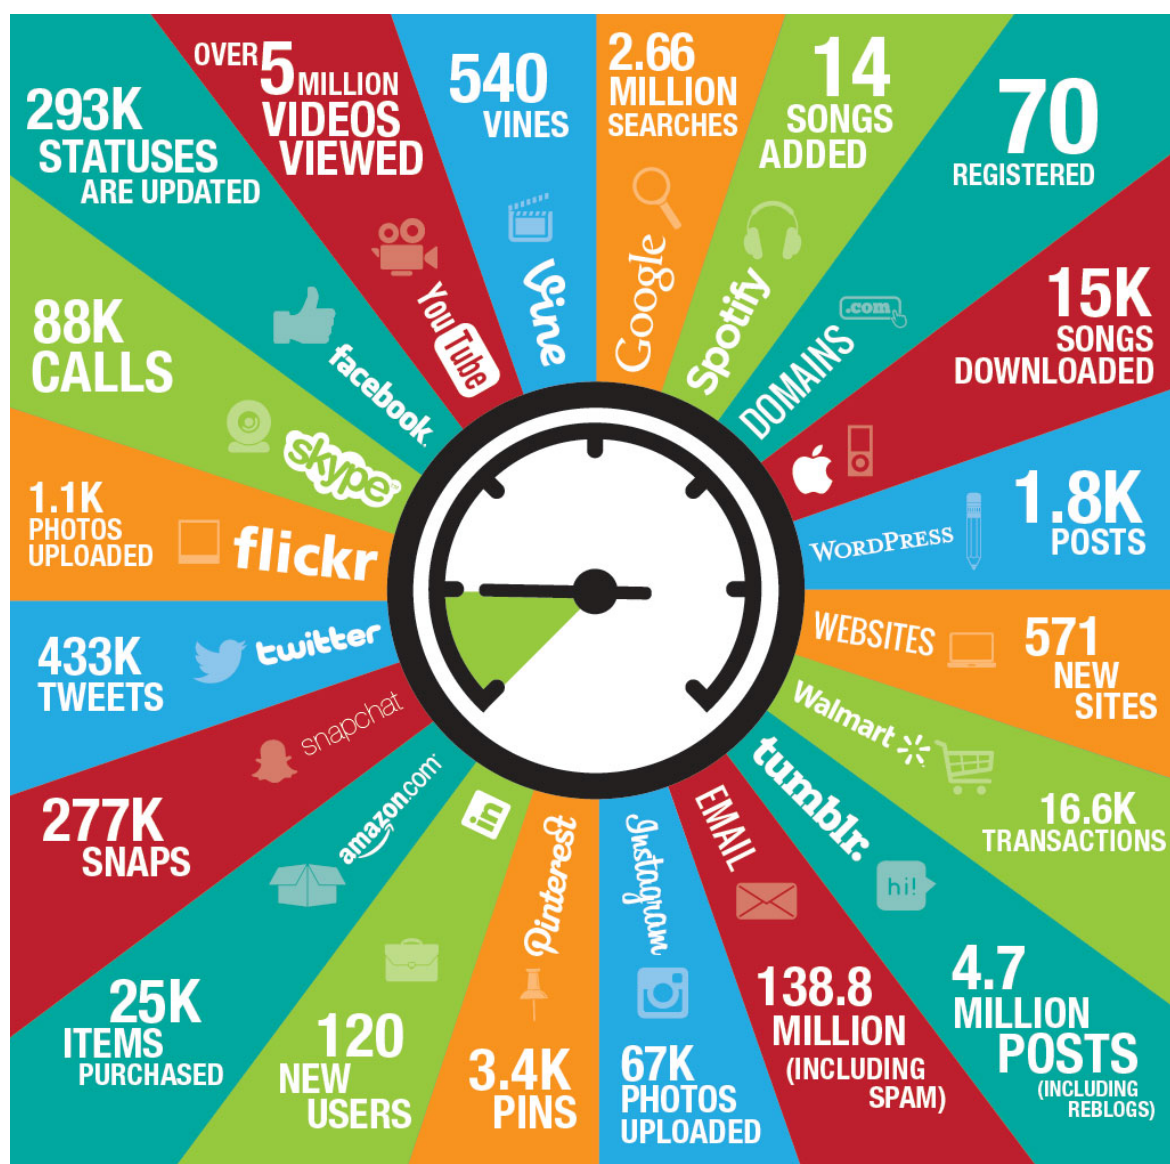 293K
STATUSES
ARE UPDATED
facebook.
OVER 5 MILLION
VIDEOS
VIEWED
YouTube
540
VINES
Vine
2.66
MILLION
SEARCHES
Google
14
SONGS
ADDED
Spotify
70
REGISTERED
.com
DOMAINS
15K
SONGS
DOWNLOADED
1.8K
POSTS
WORDPRESS
571
NEW
SITES
WEBSITES
Walmart
16.6K
TRANSACTIONS
tumblr.
hi!
4.7
MILLION
POSTS
(INCLUDING
REBLOGS)
EMAIL
138.8
MILLION
(INCLUDING
SPAM)
Instagram
67K
PHOTOS
UPLOADED
Pinterest
3.4K
PINS
in
120
NEW
USERS
amazon.com
25K
ITEMS
PURCHASED
snapchat
277K
SNAPS
twitter
433K
TWEETS
flickr
1.1K
PHOTOS
UPLOADED
skype™
88K
CALLS